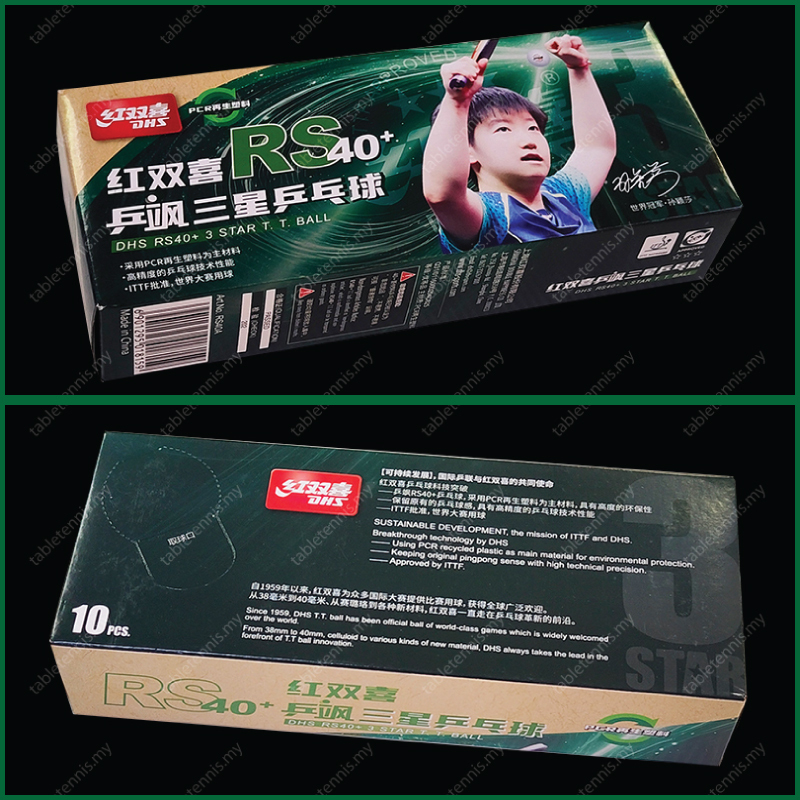 红双喜
DHS
PCR再生塑料
红双喜 RS40+
乒飒三星乒乓球
DHS RS40+ 3 STAR T. T. BALL
·采用PCR再生塑料为主材料
·高精度的乒乓球技术性能
·ITTF批准,世界大赛用球
世界冠军·孙颖莎
Art.No. RS40A
Made in China
红双喜乒飒三星乒乓球
DHS RS40+ 3 STAR T. T. BALL
红双喜
DHS
取球口
【可持续发展】,国际乒联与红双喜的共同使命
红双喜乒乓球科技突破
——乒飒RS40+乒乓球,采用PCR再生塑料为主材料,具有高度的环保性
——保留原有的乒乓球感,具有高精度的乒乓球技术性能
——ITTF批准,世界大赛用球
SUSTAINABLE DEVELOPMENT, the mission of ITTF and DHS.
Breakthrough technology by DHS
— Using PCR recycled plastic as main material for environmental protection.
— Keeping original pingpong sense with high technical precision.
— Approved by ITTF.
自1959年以来,红双喜为众多国际大赛提供比赛用球,获得全球广泛欢迎。
从38毫米到40毫米、从赛璐珞到各种新材料,红双喜一直走在乒乓球革新的前沿。
Since 1959, DHS T.T. ball has been official ball of world-class games which is widely welcomed
over the world.
From 38mm to 40mm, celluloid to various kinds of new material, DHS always takes the lead in the
forefront of T.T ball innovation.
10 PCS.
3
STAR
RS40+ 红双喜
乒飒三星乒乓球
DHS RS40+ 3 STAR T. T. BALL
PCR再生塑料
tabletennis.my